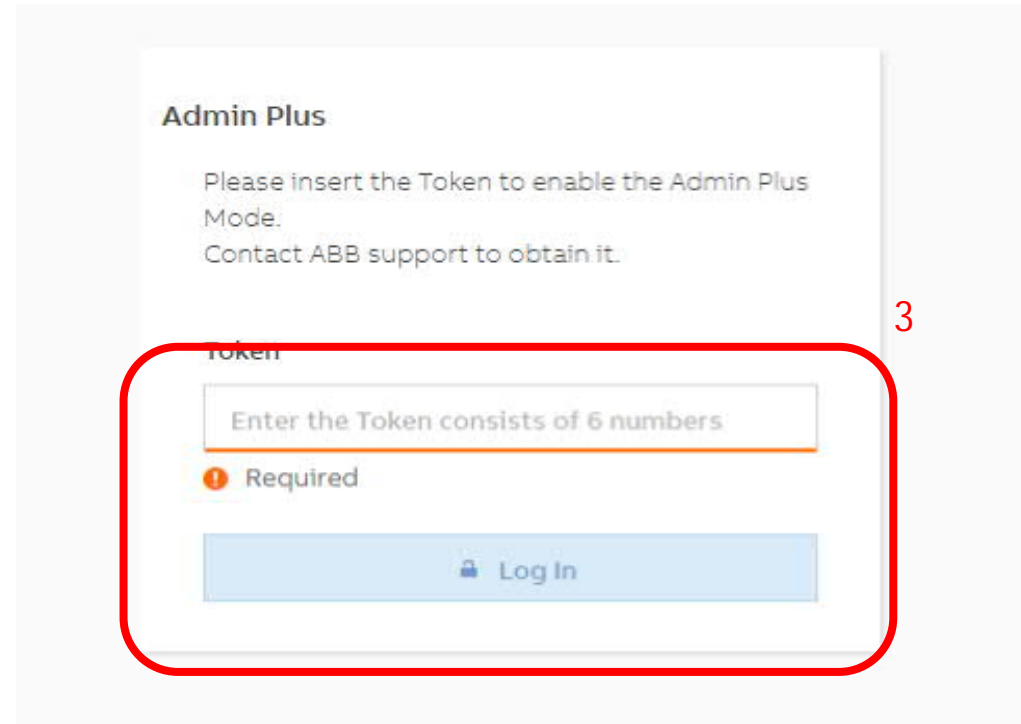 Admin Plus
Please insert the Token to enable the Admin Plus
Mode.
Contact ABB support to obtain it.
3
Token
Enter the Token consists of 6 numbers
Required
Log In